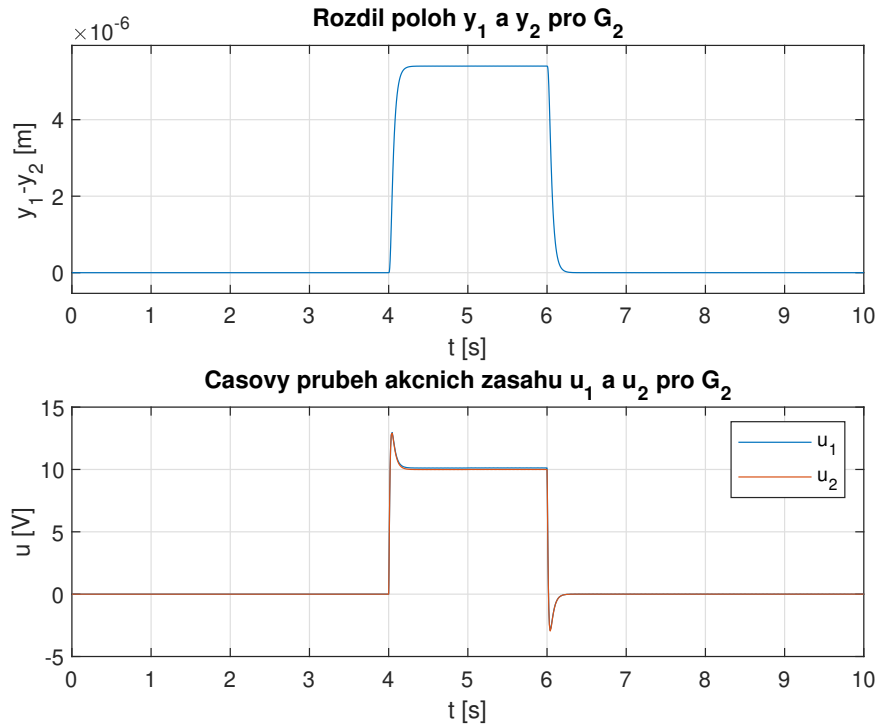 Rozdil poloh y₁ a y₂ pro G₂
×10⁻⁶
4
2
0
y₁-y₂ [m]
0 1 2 3 4 5 6 7 8 9 10
t [s]
Casovy prubeh akcnich zasahu u₁ a u₂ pro G₂
15
10
5
0
-5
u [V]
u₁
u₂
0 1 2 3 4 5 6 7 8 9 10
t [s]